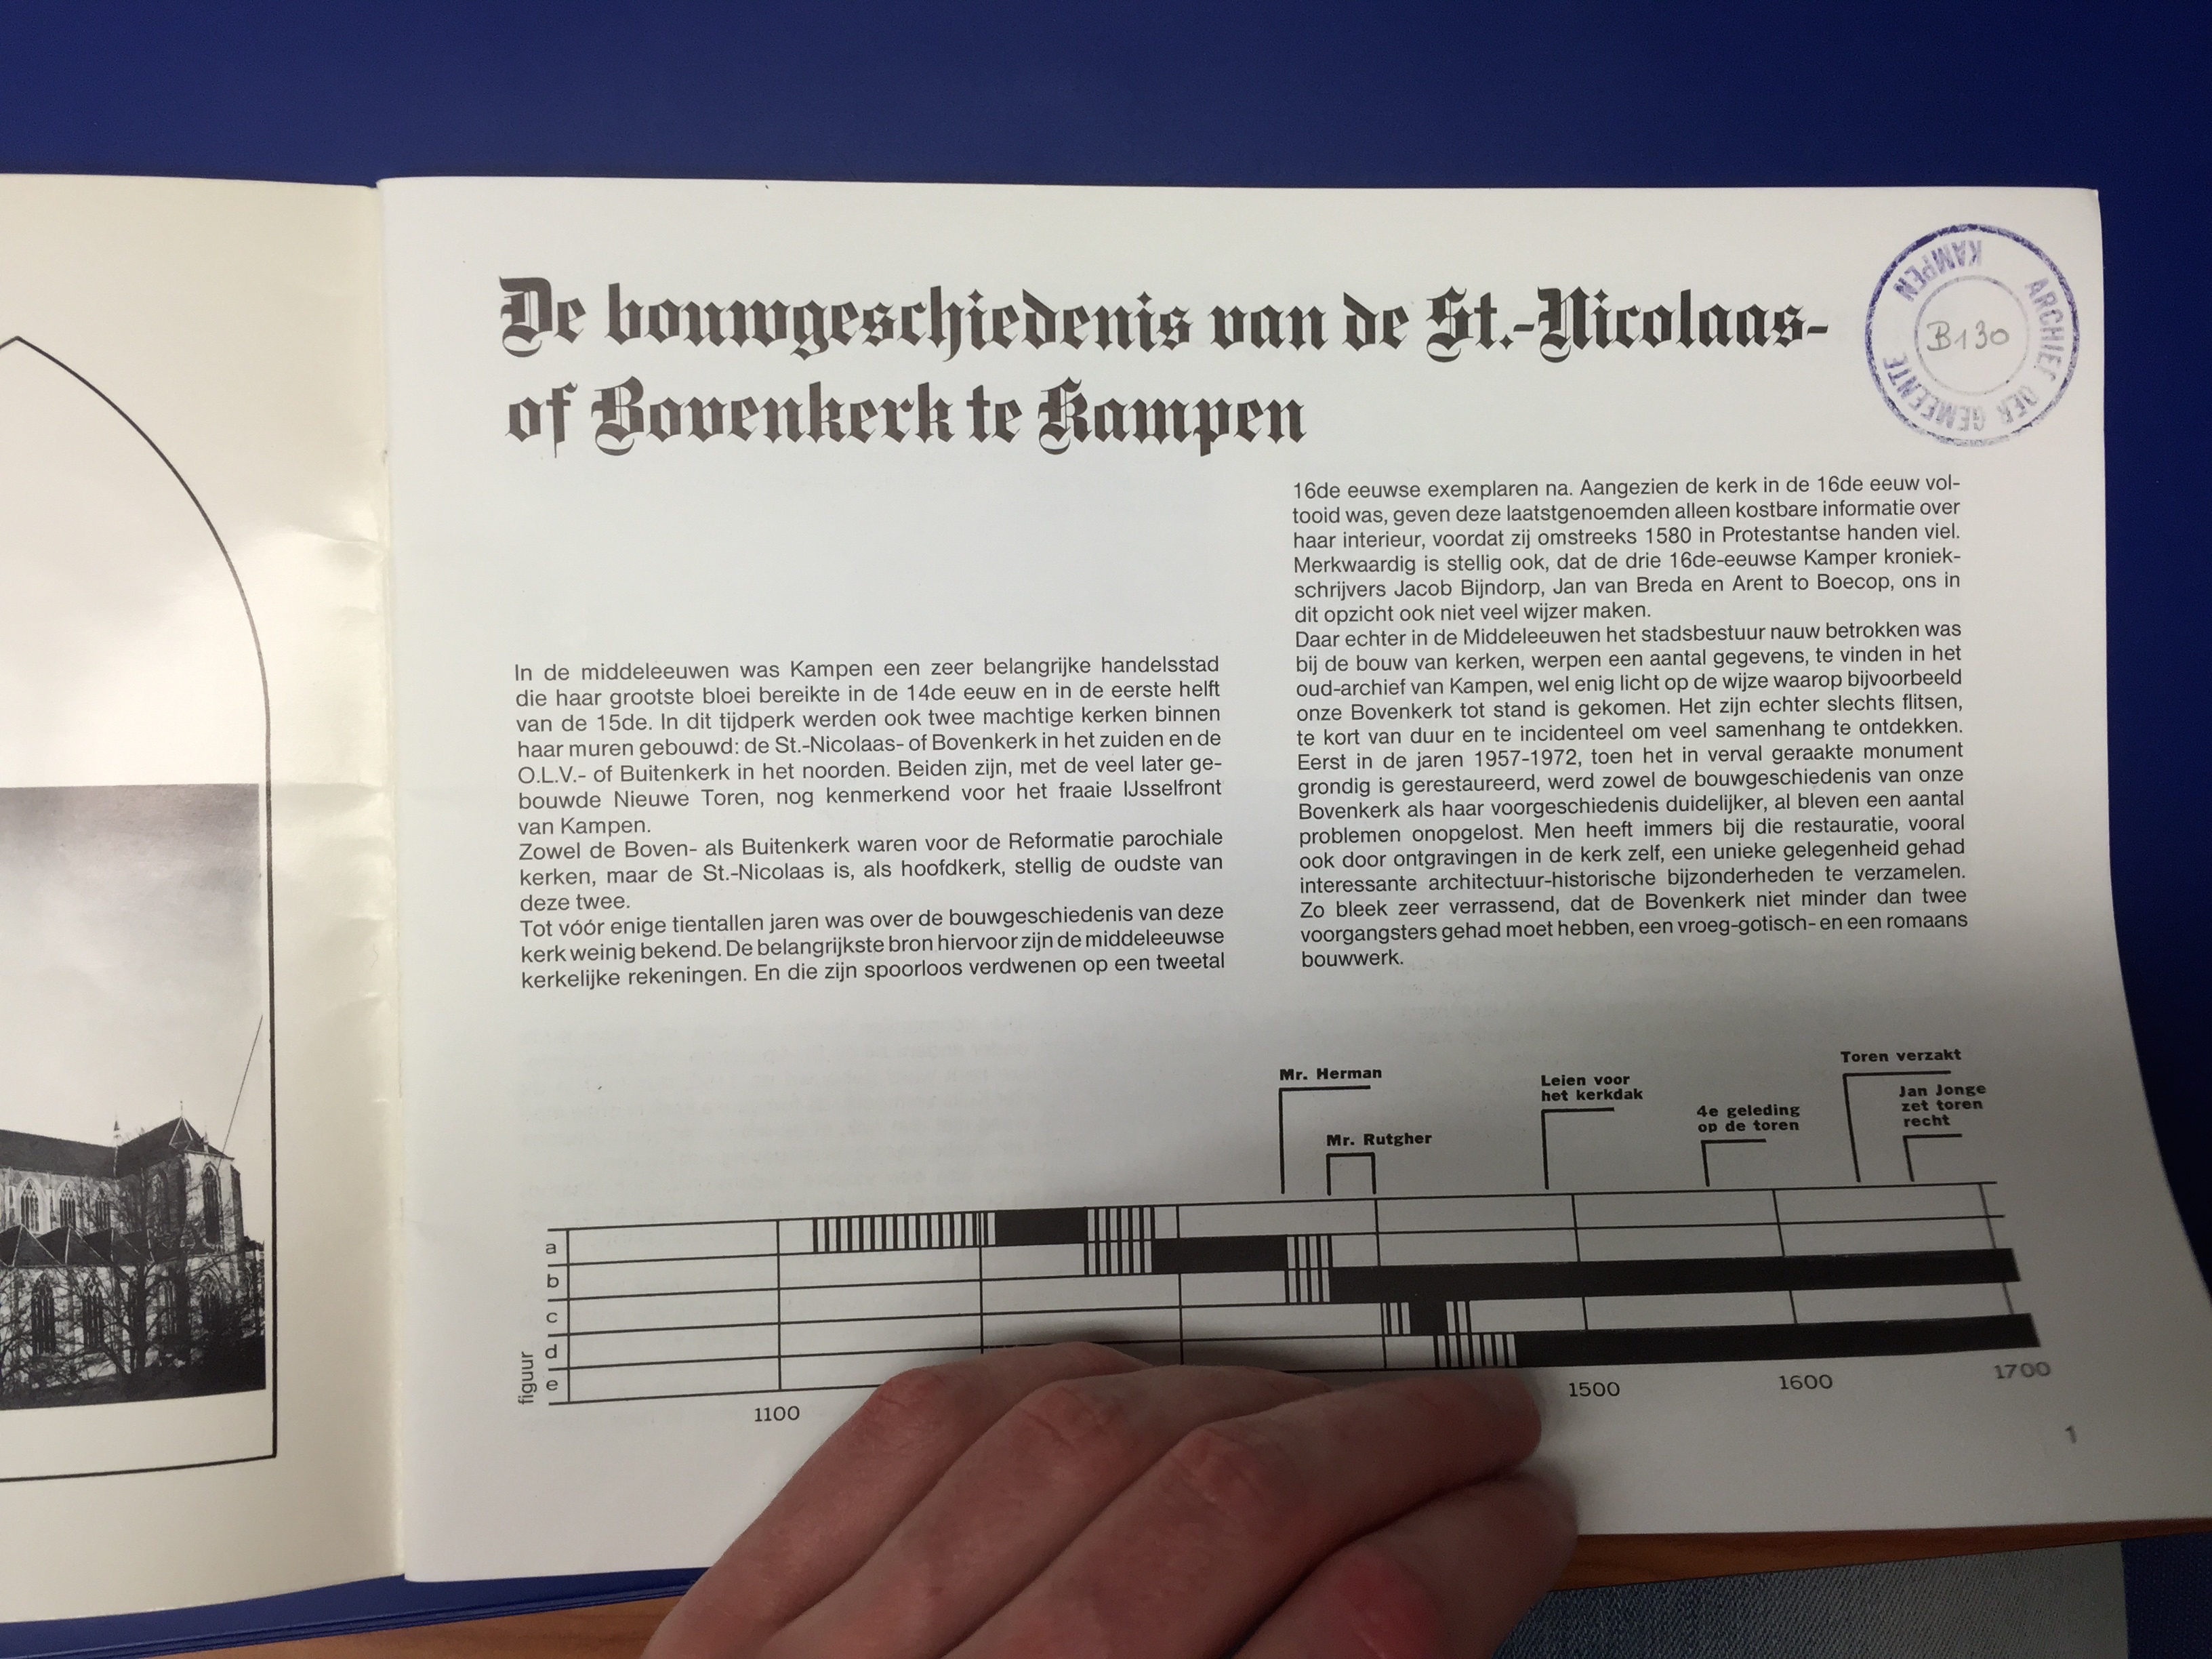 De bouwgeschiedenis van de St.-Nicolaas-
of Bovenkerk te Kampen
ARCHIEF DER GEMEENTE KAMPEN
B130
In de middeleeuwen was Kampen een zeer belangrijke handelsstad
die haar grootste bloei bereikte in de 14de eeuw en in de eerste helft
van de 15de. In dit tijdperk werden ook twee machtige kerken binnen
haar muren gebouwd: de St.-Nicolaas- of Bovenkerk in het zuiden en de
O.L.V.- of Buitenkerk in het noorden. Beiden zijn, met de veel later ge-
bouwde Nieuwe Toren, nog kenmerkend voor het fraaie IJsselfront
van Kampen.
Zowel de Boven- als Buitenkerk waren voor de Reformatie parochiale
kerken, maar de St.-Nicolaas is, als hoofdkerk, stellig de oudste van
deze twee.
Tot vóór enige tientallen jaren was over de bouwgeschiedenis van deze
kerk weinig bekend. De belangrijkste bron hiervoor zijn de middeleeuwse
kerkelijke rekeningen. En die zijn spoorloos verdwenen op een tweetal
16de eeuwse exemplaren na. Aangezien de kerk in de 16de eeuw vol-
tooid was, geven deze laatstgenoemden alleen kostbare informatie over
haar interieur, voordat zij omstreeks 1580 in Protestantse handen viel.
Merkwaardig is stellig ook, dat de drie 16de-eeuwse Kamper kroniek-
schrijvers Jacob Bijndorp, Jan van Breda en Arent to Boecop, ons in
dit opzicht ook niet veel wijzer maken.
Daar echter in de Middeleeuwen het stadsbestuur nauw betrokken was
bij de bouw van kerken, werpen een aantal gegevens, te vinden in het
oud-archief van Kampen, wel enig licht op de wijze waarop bijvoorbeeld
onze Bovenkerk tot stand is gekomen. Het zijn echter slechts flitsen,
te kort van duur en te incidenteel om veel samenhang te ontdekken.
Eerst in de jaren 1957-1972, toen het in verval geraakte monument
grondig is gerestaureerd, werd zowel de bouwgeschiedenis van onze
Bovenkerk als haar voorgeschiedenis duidelijker, al bleven een aantal
problemen onopgelost. Men heeft immers bij die restauratie, vooral
ook door ontgravingen in de kerk zelf, een unieke gelegenheid gehad
interessante architectuur-historische bijzonderheden te verzamelen.
Zo bleek zeer verrassend, dat de Bovenkerk niet minder dan twee
voorgangsters gehad moet hebben, een vroeg-gotisch- en een romaans
bouwwerk.
Mr. Herman
Mr. Rutgher
Leien voor
het kerkdak
4e geleding
op de toren
Toren verzakt
Jan Jonge
zet toren
recht
figuur
a
b
c
d
e
1100
1500
1600
1700
1